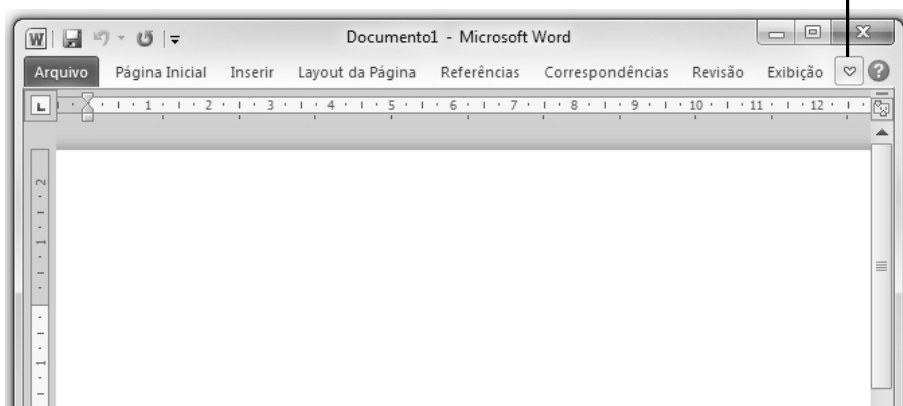 W Documento1 - Microsoft Word X
Arquivo Página Inicial Inserir Layout da Página Referências Correspondências Revisão Exibição ?
L 1 2 3 4 5 6 7 8 9 10 11 12
2
1
1